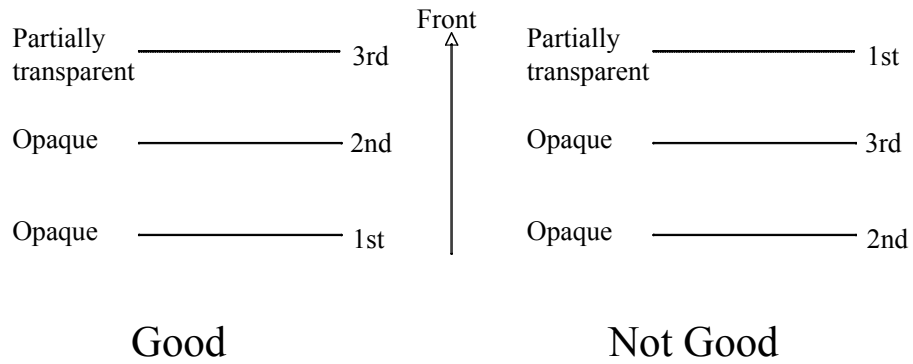 Front
Partially
transparent
3rd
Opaque
2nd
Opaque
1st
Good
Partially
transparent
1st
Opaque
3rd
Opaque
2nd
Not Good